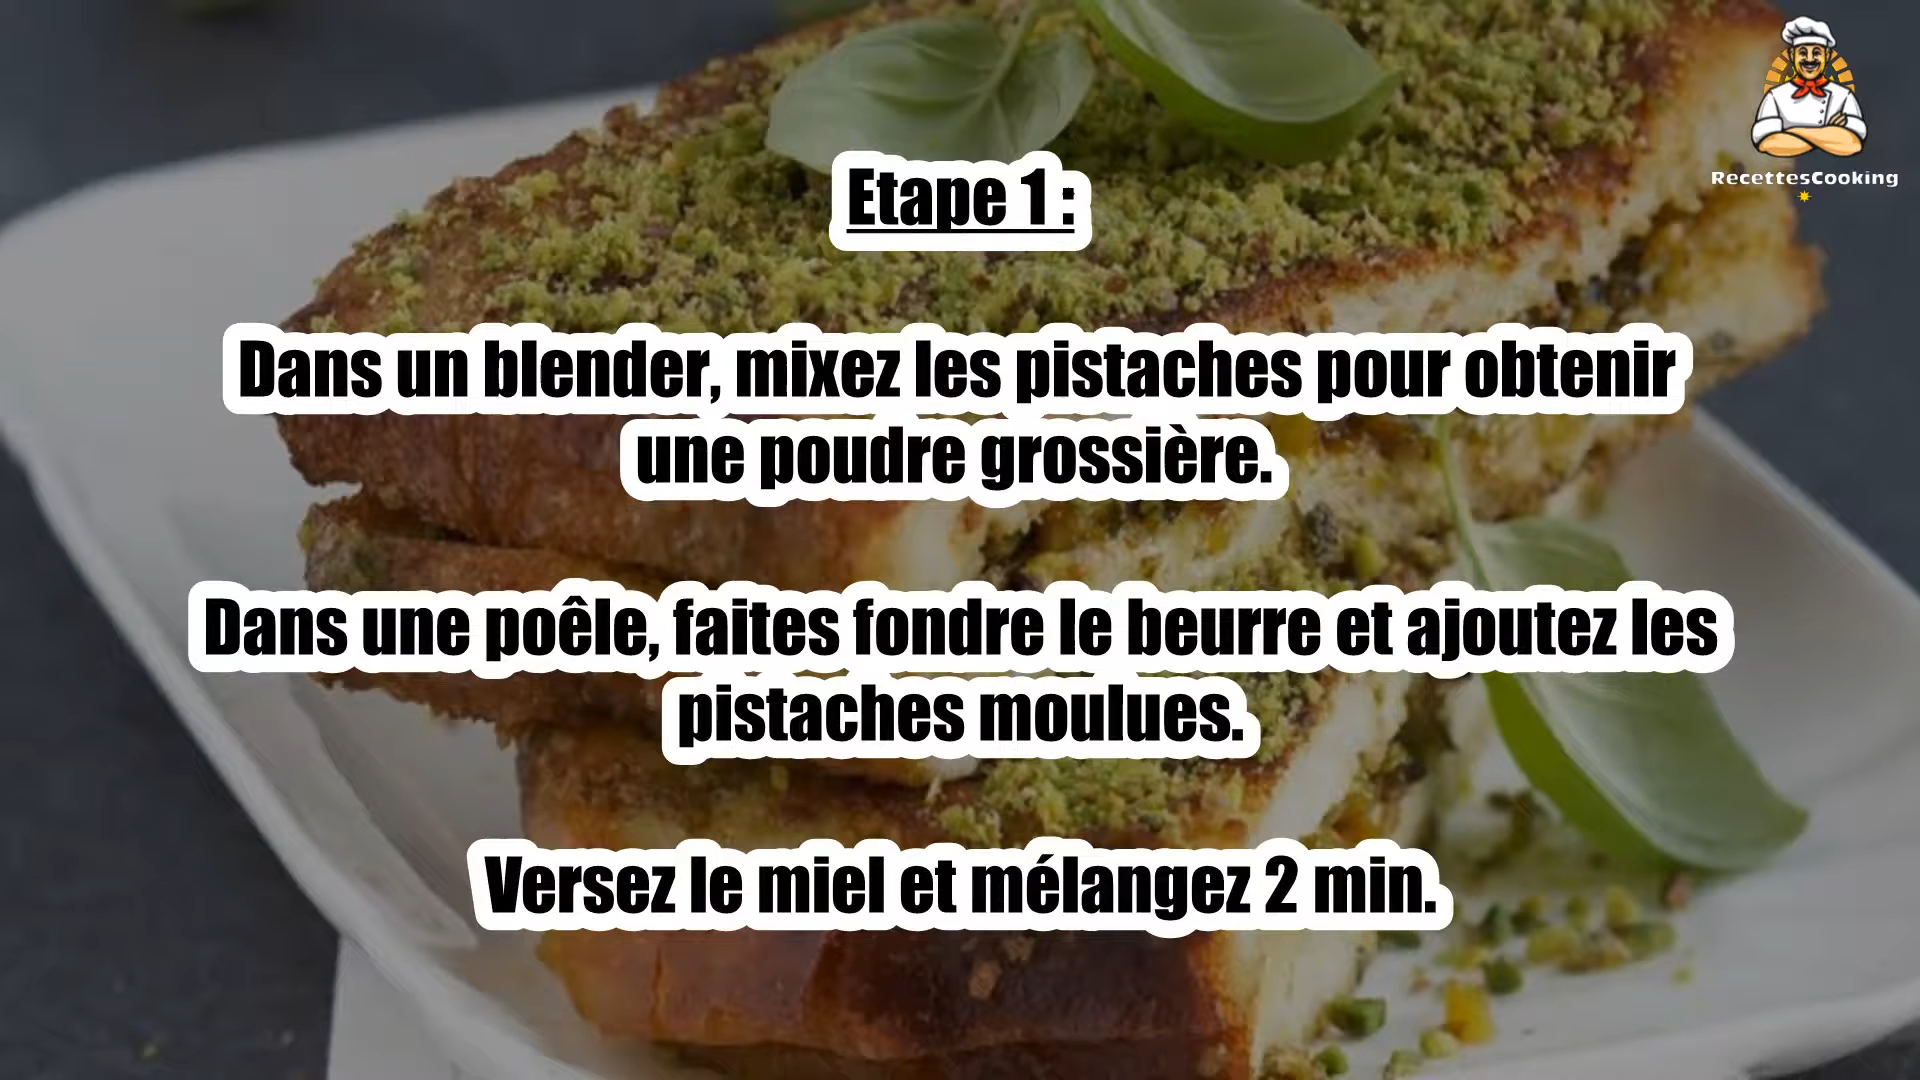 RecettesCooking
Etape 1 :
Dans un blender, mixez les pistaches pour obtenir
une poudre grossière.
Dans une poêle, faites fondre le beurre et ajoutez les
pistaches moulues.
Versez le miel et mélangez 2 min.